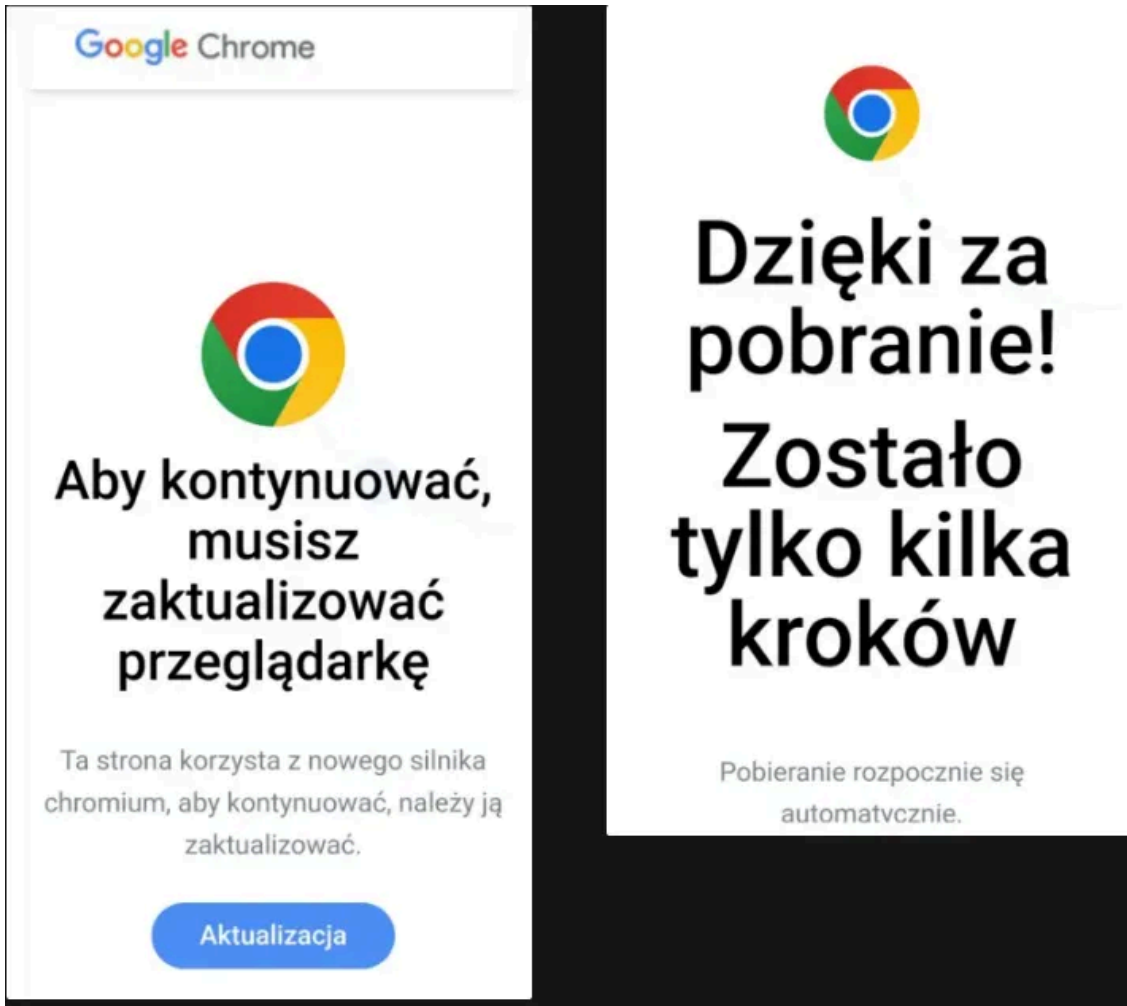 Google Chrome
Aby kontynuować,
musisz
zaktualizować
przeglądarkę
Ta strona korzysta z nowego silnika
chromium, aby kontynuować, należy ją
zaktualizować.
Aktualizacja
Dzięki za
pobranie!
Zostało
tylko kilka
kroków
Pobieranie rozpocznie się
automatycznie.